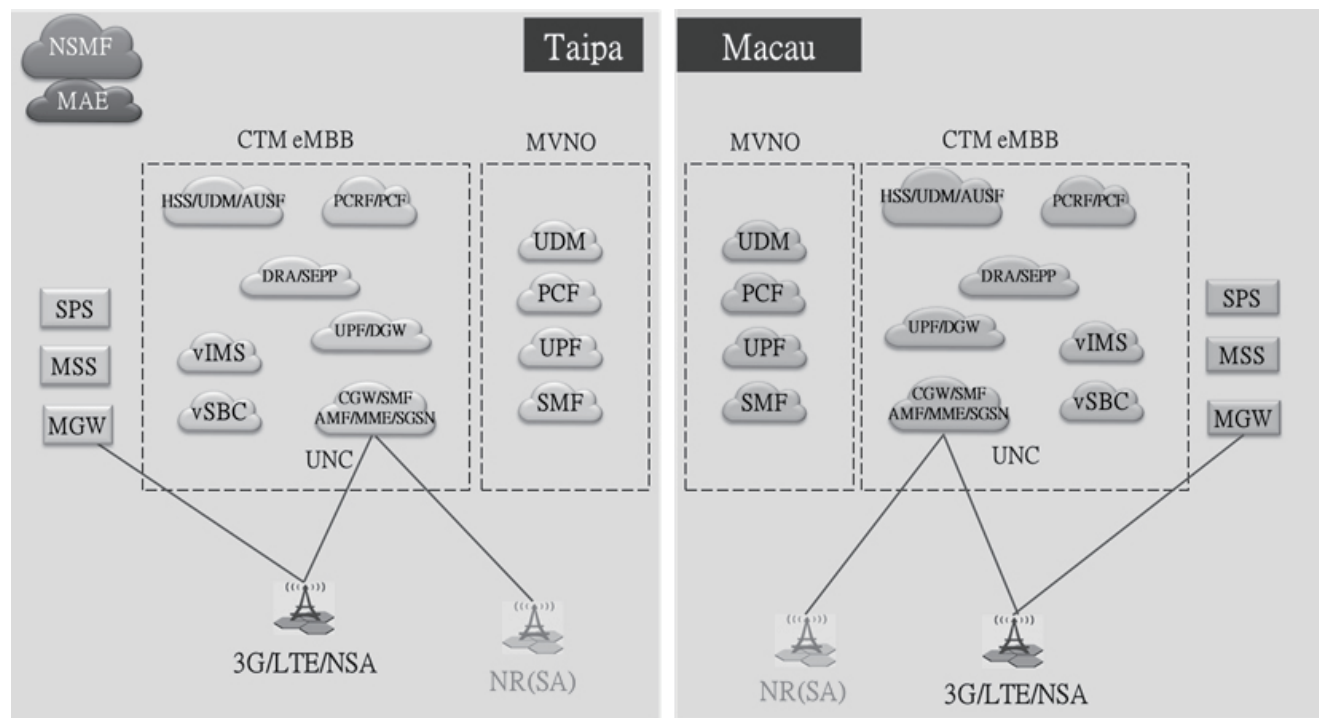 NSMF
MAE
Taipa
CTM eMBB
MVNO
HSS/UDM/AUSF
PCRF/PCF
DRA/SEPP
UPF/DGW
vIMS
vSBC
CGW/SMF
AMF/MME/SGSN
UNC
UDM
PCF
UPF
SMF
SPS
MSS
MGW
3G/LTE/NSA
NR(SA)
Macau
MVNO
CTM eMBB
UDM
PCF
UPF
SMF
HSS/UDM/AUSF
PCRF/PCF
DRA/SEPP
UPF/DGW
vIMS
CGW/SMF
AMF/MME/SGSN
vSBC
UNC
SPS
MSS
MGW
NR(SA)
3G/LTE/NSA